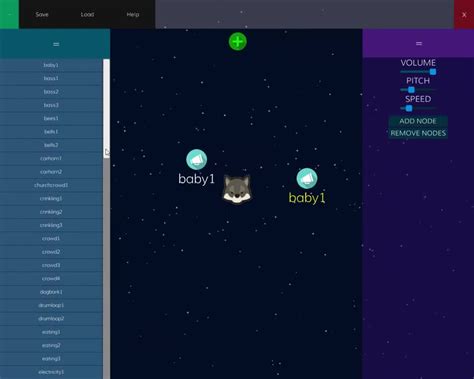 Save Load Help X
baby1
bass1
bass2
bass3
bees1
bells1
bells2
carhorn1
carhorn2
churchcrowd1
crinkling1
crinkling2
crinkling3
crowd1
crowd2
crowd3
crowd4
dogbark1
drumloop1
drumloop2
eating1
eating2
eating3
electricity1
baby1
baby1
VOLUME
PITCH
SPEED
ADD NODE
REMOVE NODES